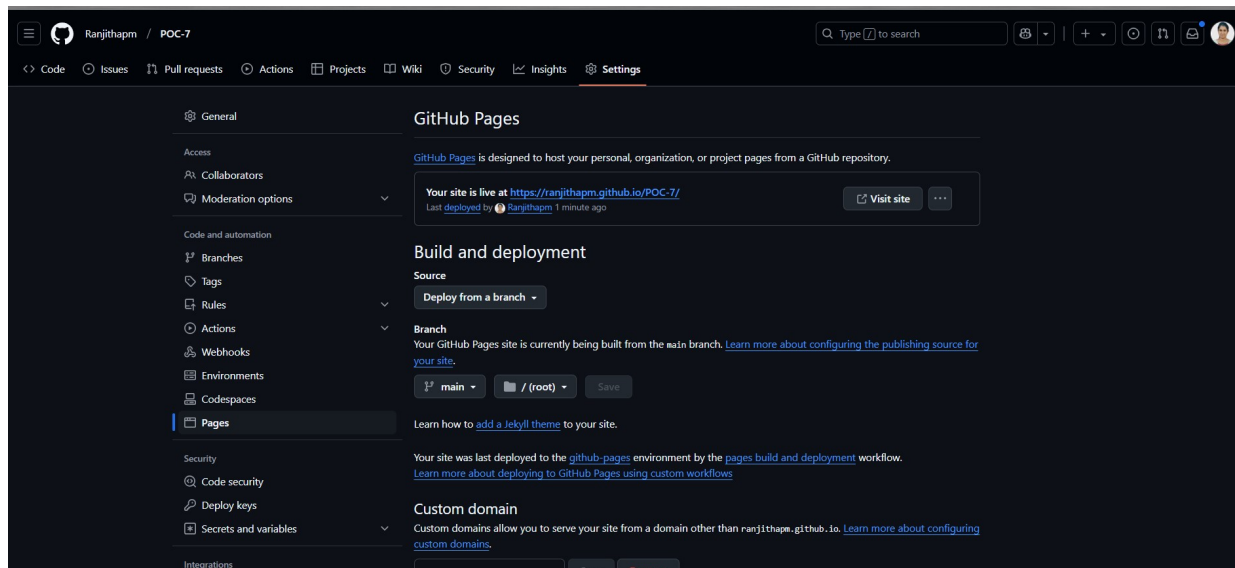 Ranjithapm / POC-7
Type / to search
Code Issues Pull requests Actions Projects Wiki Security Insights Settings
General
Access
Collaborators
Moderation options
Code and automation
Branches
Tags
Rules
Actions
Webhooks
Environments
Codespaces
Pages
Security
Code security
Deploy keys
Secrets and variables
Integrations
GitHub Pages
GitHub Pages is designed to host your personal, organization, or project pages from a GitHub repository.
Your site is live at https://ranjithapm.github.io/POC-7/
Last deployed by Ranjithapm 1 minute ago
Visit site
Build and deployment
Source
Deploy from a branch
Branch
Your GitHub Pages site is currently being built from the main branch. Learn more about configuring the publishing source for
your site.
main / (root) Save
Learn how to add a Jekyll theme to your site.
Your site was last deployed to the github-pages environment by the pages build and deployment workflow.
Learn more about deploying to GitHub Pages using custom workflows
Custom domain
Custom domains allow you to serve your site from a domain other than ranjithapm.github.io. Learn more about configuring
custom domains.